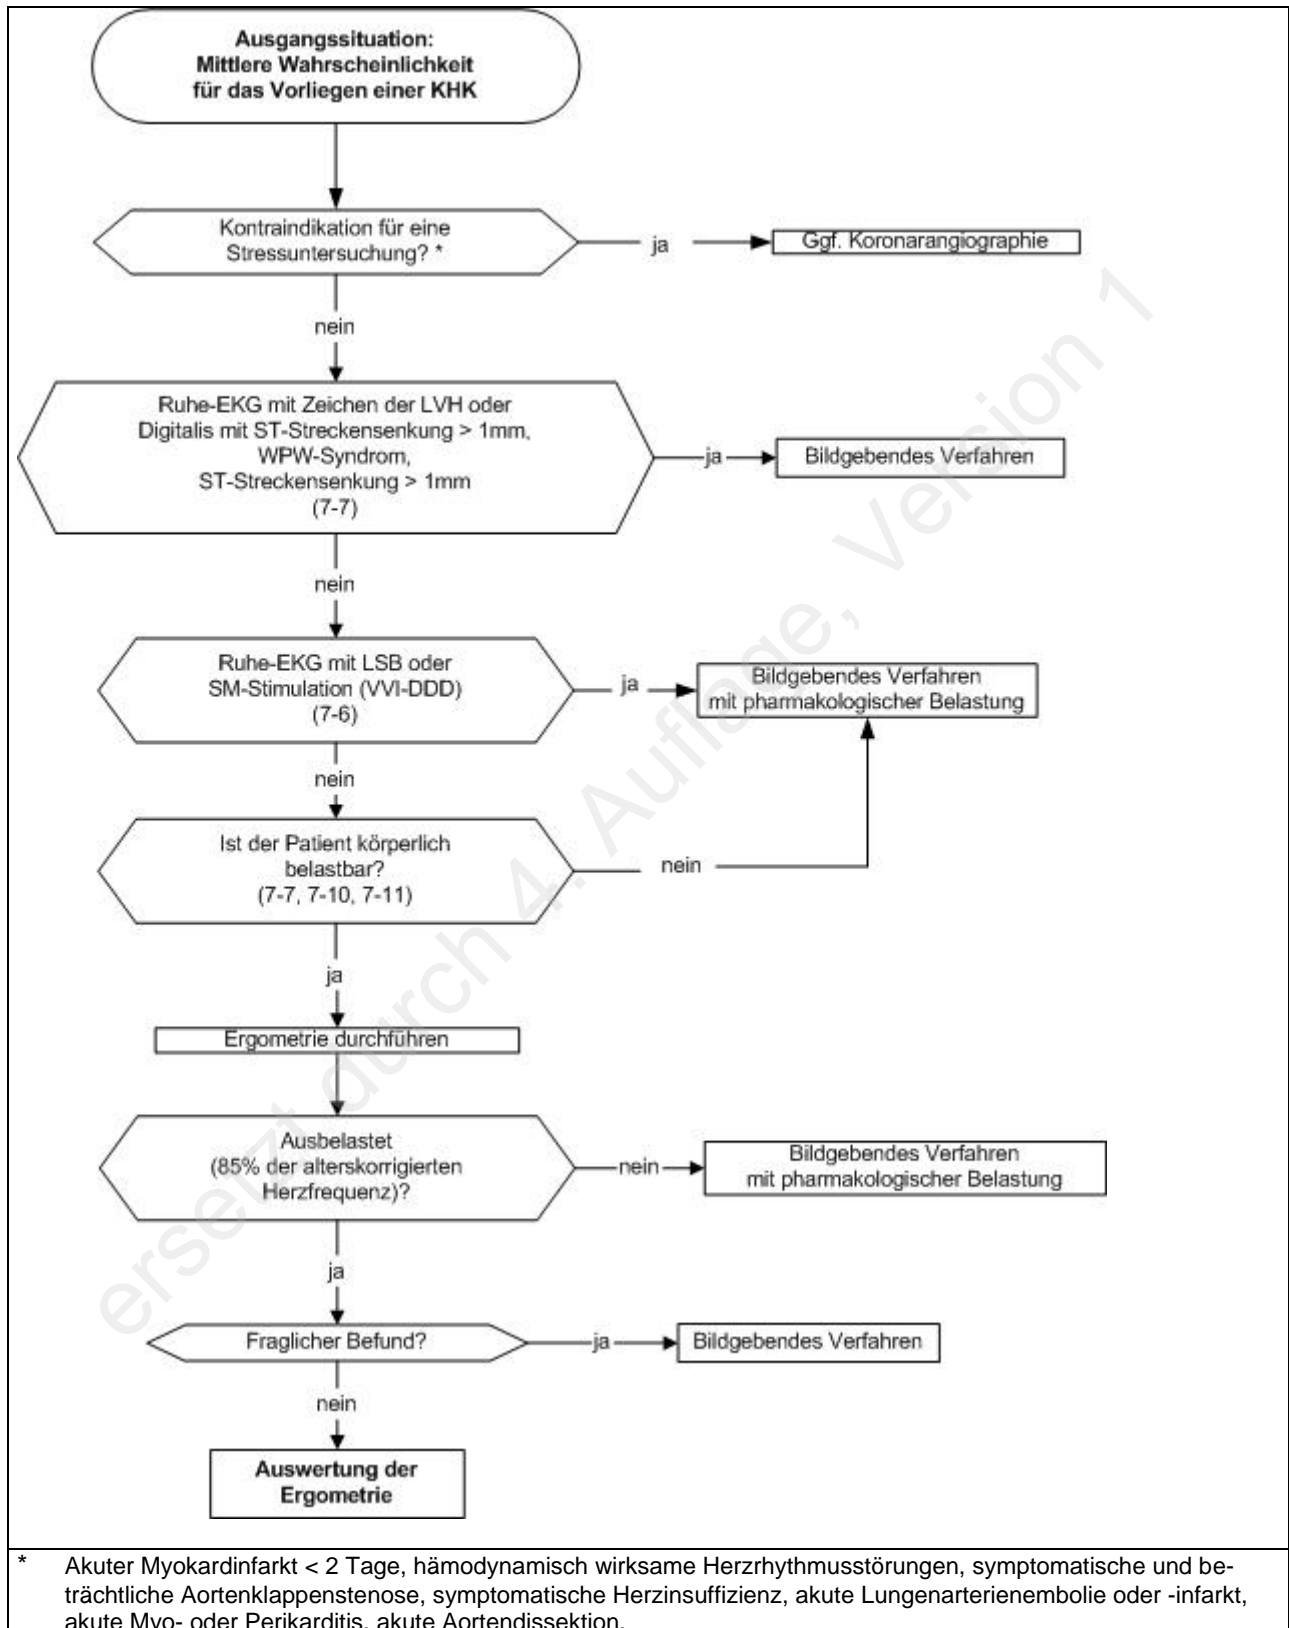 Ausgangssituation:
Mittlere Wahrscheinlichkeit
für das Vorliegen einer KHK
Kontraindikation für eine
Stressuntersuchung? *
ja
Ggf. Koronarangiographie
nein
Ruhe-EKG mit Zeichen der LVH oder
Digitalis mit ST-Streckensenkung > 1mm,
WPW-Syndrom,
ST-Streckensenkung > 1mm
(7-7)
ja
Bildgebendes Verfahren
nein
Ruhe-EKG mit LSB oder
SM-Stimulation (VVI-DDD)
(7-6)
ja
Bildgebendes Verfahren
mit pharmakologischer Belastung
nein
Ist der Patient körperlich
belastbar?
(7-7, 7-10, 7-11)
nein
ja
Ergometrie durchführen
Ausbelastet
(85% der alterskorrigierten
Herzfrequenz)?
nein
Bildgebendes Verfahren
mit pharmakologischer Belastung
ja
Fraglicher Befund?
ja
Bildgebendes Verfahren
nein
Auswertung der
Ergometrie
* Akuter Myokardinfarkt < 2 Tage, hämodynamisch wirksame Herzrhythmusstörungen, symptomatische und be-
trächtliche Aortenklappenstenose, symptomatische Herzinsuffizienz, akute Lungenarterienembolie oder -infarkt,
akute Myo- oder Perikarditis, akute Aortendissektion.
ersetzt durch 4. Auflage, Version 1